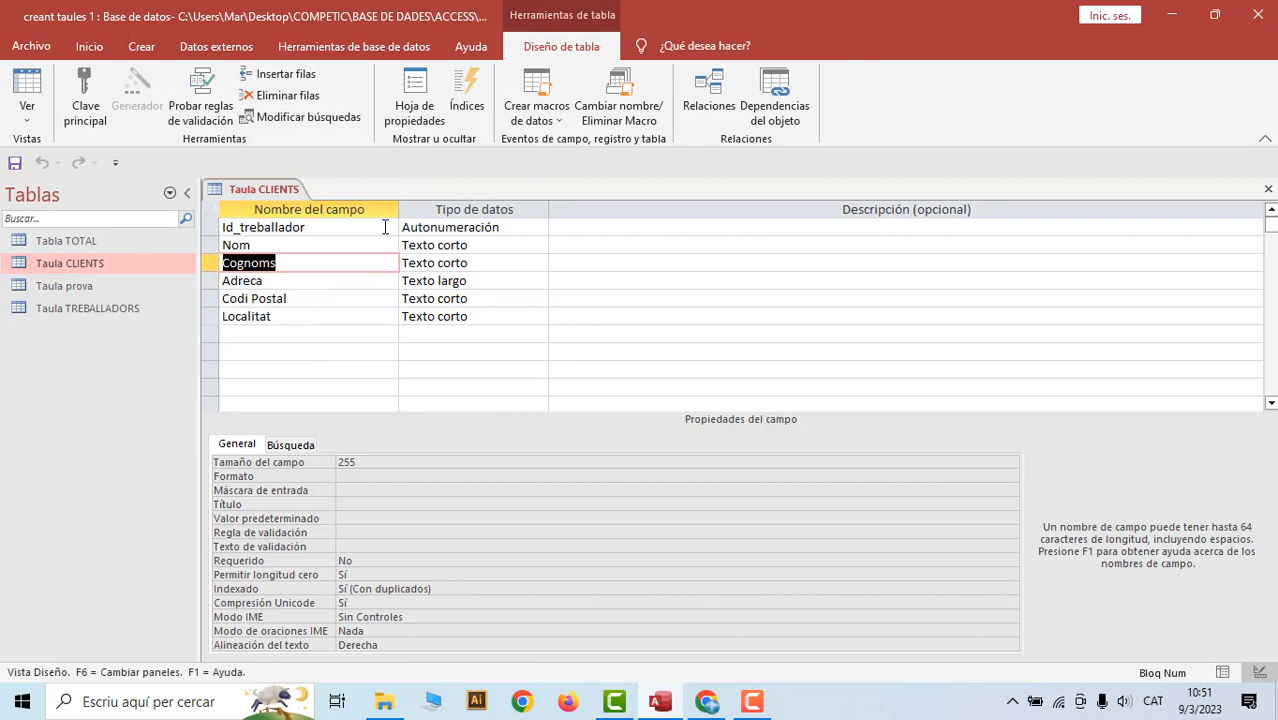 creant taules 1 : Base de datos- C:\Users\Mar\Desktop\COMPETIC\BASE DE DADES\ACCESS\...
Herramientas de tabla
Inic. ses.
Archivo Inicio Crear Datos externos Herramientas de base de datos Ayuda Diseño de tabla ¿Qué desea hacer?
Ver
Clave principal
Generador
Probar reglas de validación
Insertar filas
Eliminar filas
Modificar búsquedas
Hoja de propiedades
Índices
Crear macros de datos
Cambiar nombre/ Eliminar Macro
Relaciones
Dependencias del objeto
Vistas
Herramientas
Mostrar u ocultar
Eventos de campo, registro y tabla
Relaciones
Tablas
Buscar...
Tabla TOTAL
Taula CLIENTS
Taula prova
Taula TREBALLADORS
Taula CLIENTS
Nombre del campo Tipo de datos Descripción (opcional)
Id_treballador Autonumeración
Nom Texto corto
Cognoms Texto corto
Adreca Texto largo
Codi Postal Texto corto
Localitat Texto corto
Propiedades del campo
General Búsqueda
Tamaño del campo 255
Formato
Máscara de entrada
Título
Valor predeterminado
Regla de validación
Texto de validación
Requerido No
Permitir longitud cero Sí
Indexado Sí (Con duplicados)
Compresión Unicode Sí
Modo IME Sin Controles
Modo de oraciones IME Nada
Alineación del texto Derecha
Un nombre de campo puede tener hasta 64
caracteres de longitud, incluyendo espacios.
Presione F1 para obtener ayuda acerca de los
nombres de campo.
Vista Diseño. F6 = Cambiar paneles. F1 = Ayuda.
Bloq Num
Escriu aquí per cercar
Ai
CAT
10:51
9/3/2023